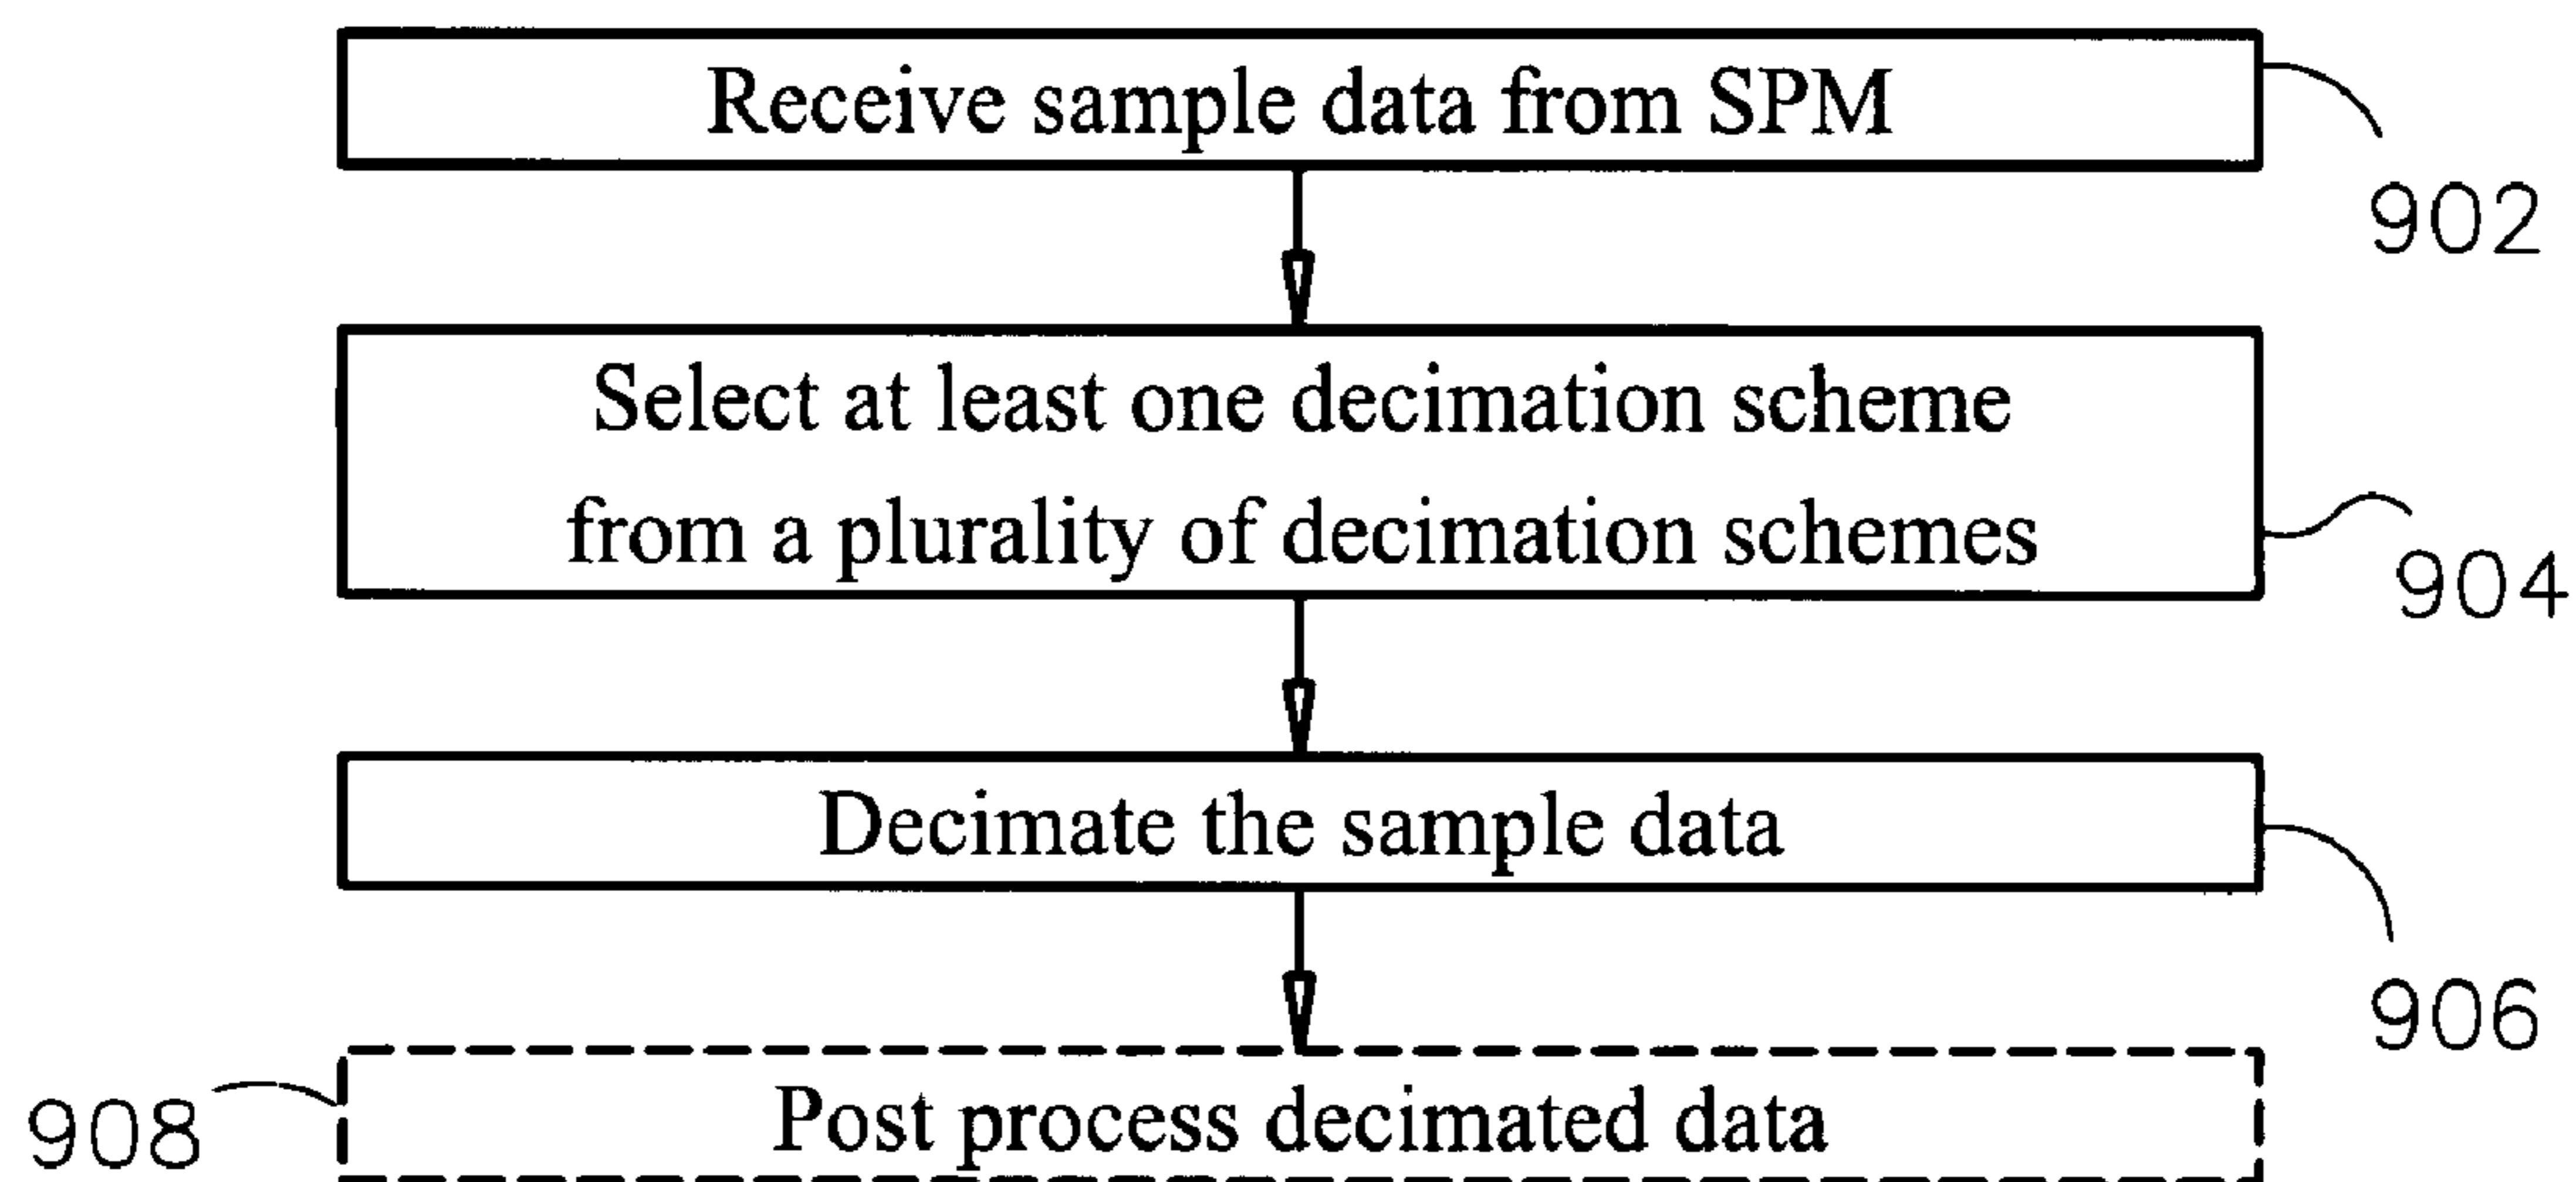 Receive sample data from SPM
902
Select at least one decimation scheme
from a plurality of decimation schemes
904
Decimate the sample data
906
908
Post process decimated data